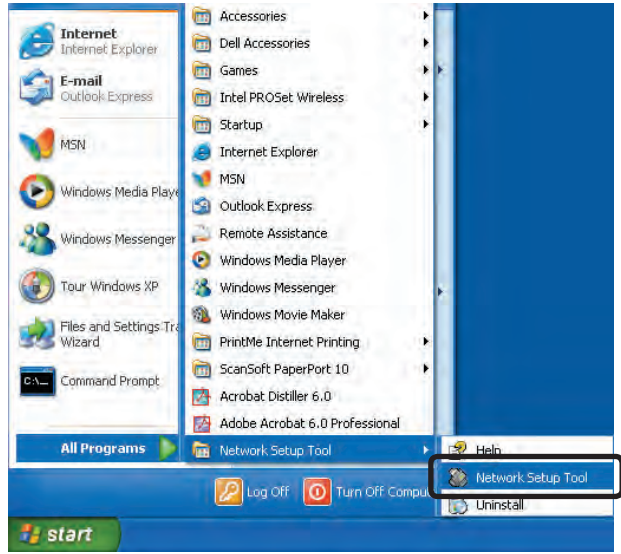 Internet
Internet Explorer
E-mail
Outlook Express
MSN
Windows Media Playe
Windows Messenger
Tour Windows XP
Files and Settings Tra
Wizard
C:\_
Command Prompt
All Programs
Accessories
Dell Accessories
Games
Intel PROSet Wireless
Startup
Internet Explorer
MSN
Outlook Express
Remote Assistance
Windows Media Player
Windows Messenger
Windows Movie Maker
PrintMe Internet Printing
ScanSoft PaperPort 10
Acrobat Distiller 6.0
Adobe Acrobat 6.0 Professional
Network Setup Tool
Help
Network Setup Tool
Uninstall
Log Off
Turn Off Compu
start